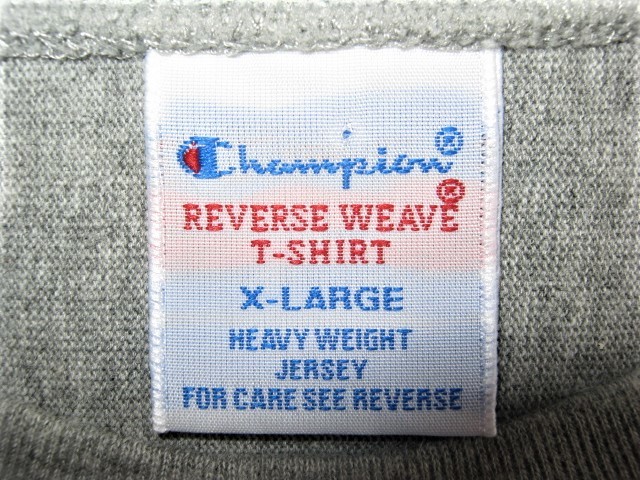 Champion®
REVERSE WEAVE®
T-SHIRT
X-LARGE
HEAVY WEIGHT
JERSEY
FOR CARE SEE REVERSE